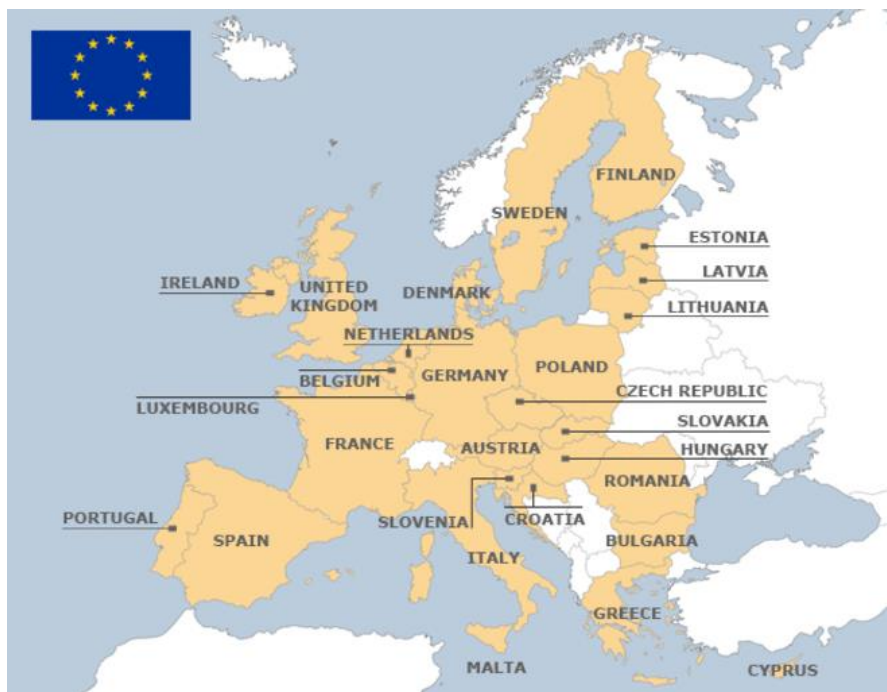 FINLAND
SWEDEN
ESTONIA
LATVIA
LITHUANIA
IRELAND
UNITED
KINGDOM
DENMARK
NETHERLANDS
BELGIUM
LUXEMBOURG
GERMANY
POLAND
CZECH REPUBLIC
SLOVAKIA
HUNGARY
FRANCE
AUSTRIA
ROMANIA
PORTUGAL
SPAIN
SLOVENIA
CROATIA
ITALY
BULGARIA
GREECE
MALTA
CYPRUS